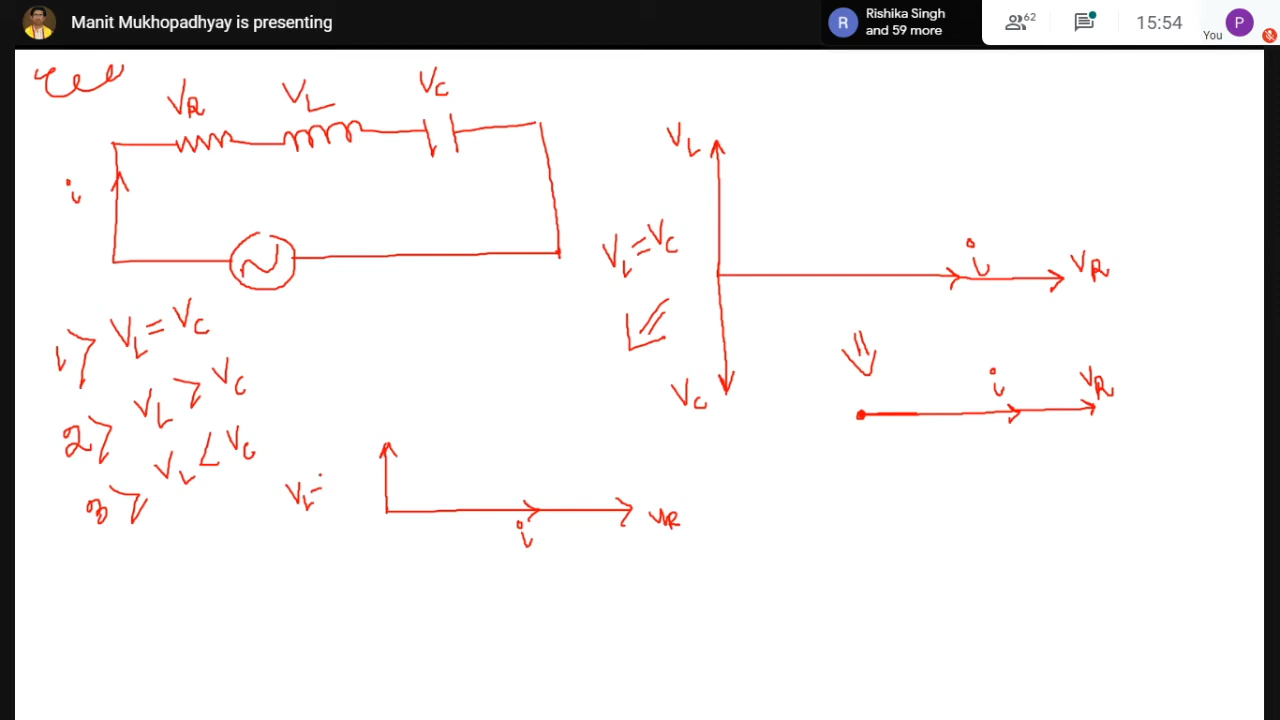 Manit Mukhopadhyay is presenting
R
Rishika Singh
and 59 more
62
15:54
You
P
VR
VL
VC
i
VL
VL = VC
i
VR
VC
i
VR
1> VL = VC
2> VL > VC
3> VL < VC
VL =
i
VR